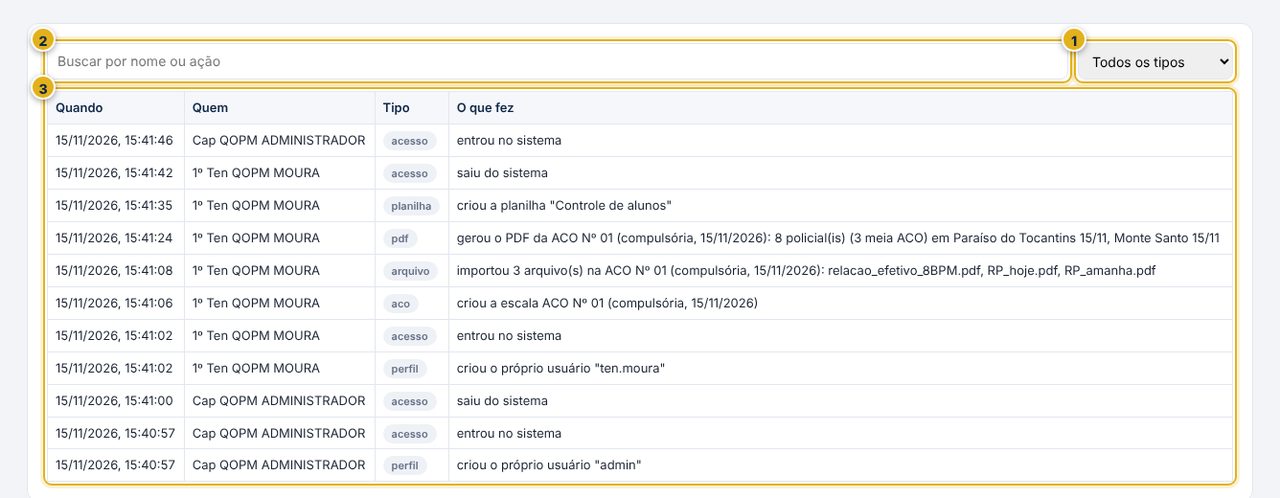 2
1
Buscar por nome ou ação
Todos os tipos
3
Quando Quem Tipo O que fez
15/11/2026, 15:41:46 Cap QOPM ADMINISTRADOR acesso entrou no sistema
15/11/2026, 15:41:42 1º Ten QOPM MOURA acesso saiu do sistema
15/11/2026, 15:41:35 1º Ten QOPM MOURA planilha criou a planilha "Controle de alunos"
15/11/2026, 15:41:24 1º Ten QOPM MOURA pdf gerou o PDF da ACO Nº 01 (compulsória, 15/11/2026): 8 policial(is) (3 meia ACO) em Paraíso do Tocantins 15/11, Monte Santo 15/11
15/11/2026, 15:41:08 1º Ten QOPM MOURA arquivo importou 3 arquivo(s) na ACO Nº 01 (compulsória, 15/11/2026): relacao_efetivo_8BPM.pdf, RP_hoje.pdf, RP_amanha.pdf
15/11/2026, 15:41:06 1º Ten QOPM MOURA aco criou a escala ACO Nº 01 (compulsória, 15/11/2026)
15/11/2026, 15:41:02 1º Ten QOPM MOURA acesso entrou no sistema
15/11/2026, 15:41:02 1º Ten QOPM MOURA perfil criou o próprio usuário "ten.moura"
15/11/2026, 15:41:00 Cap QOPM ADMINISTRADOR acesso saiu do sistema
15/11/2026, 15:40:57 Cap QOPM ADMINISTRADOR acesso entrou no sistema
15/11/2026, 15:40:57 Cap QOPM ADMINISTRADOR perfil criou o próprio usuário "admin"